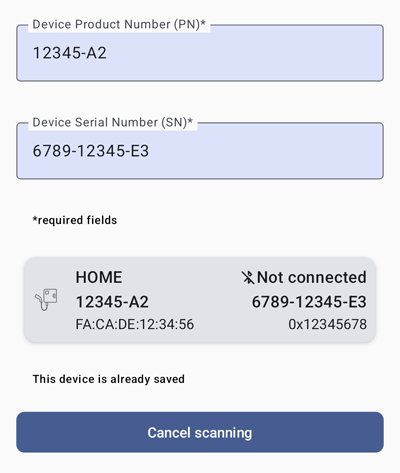 Device Product Number (PN)*
12345-A2
Device Serial Number (SN)*
6789-12345-E3
*required fields
HOME Not connected
12345-A2 6789-12345-E3
FA:CA:DE:12:34:56 0x12345678
This device is already saved
Cancel scanning